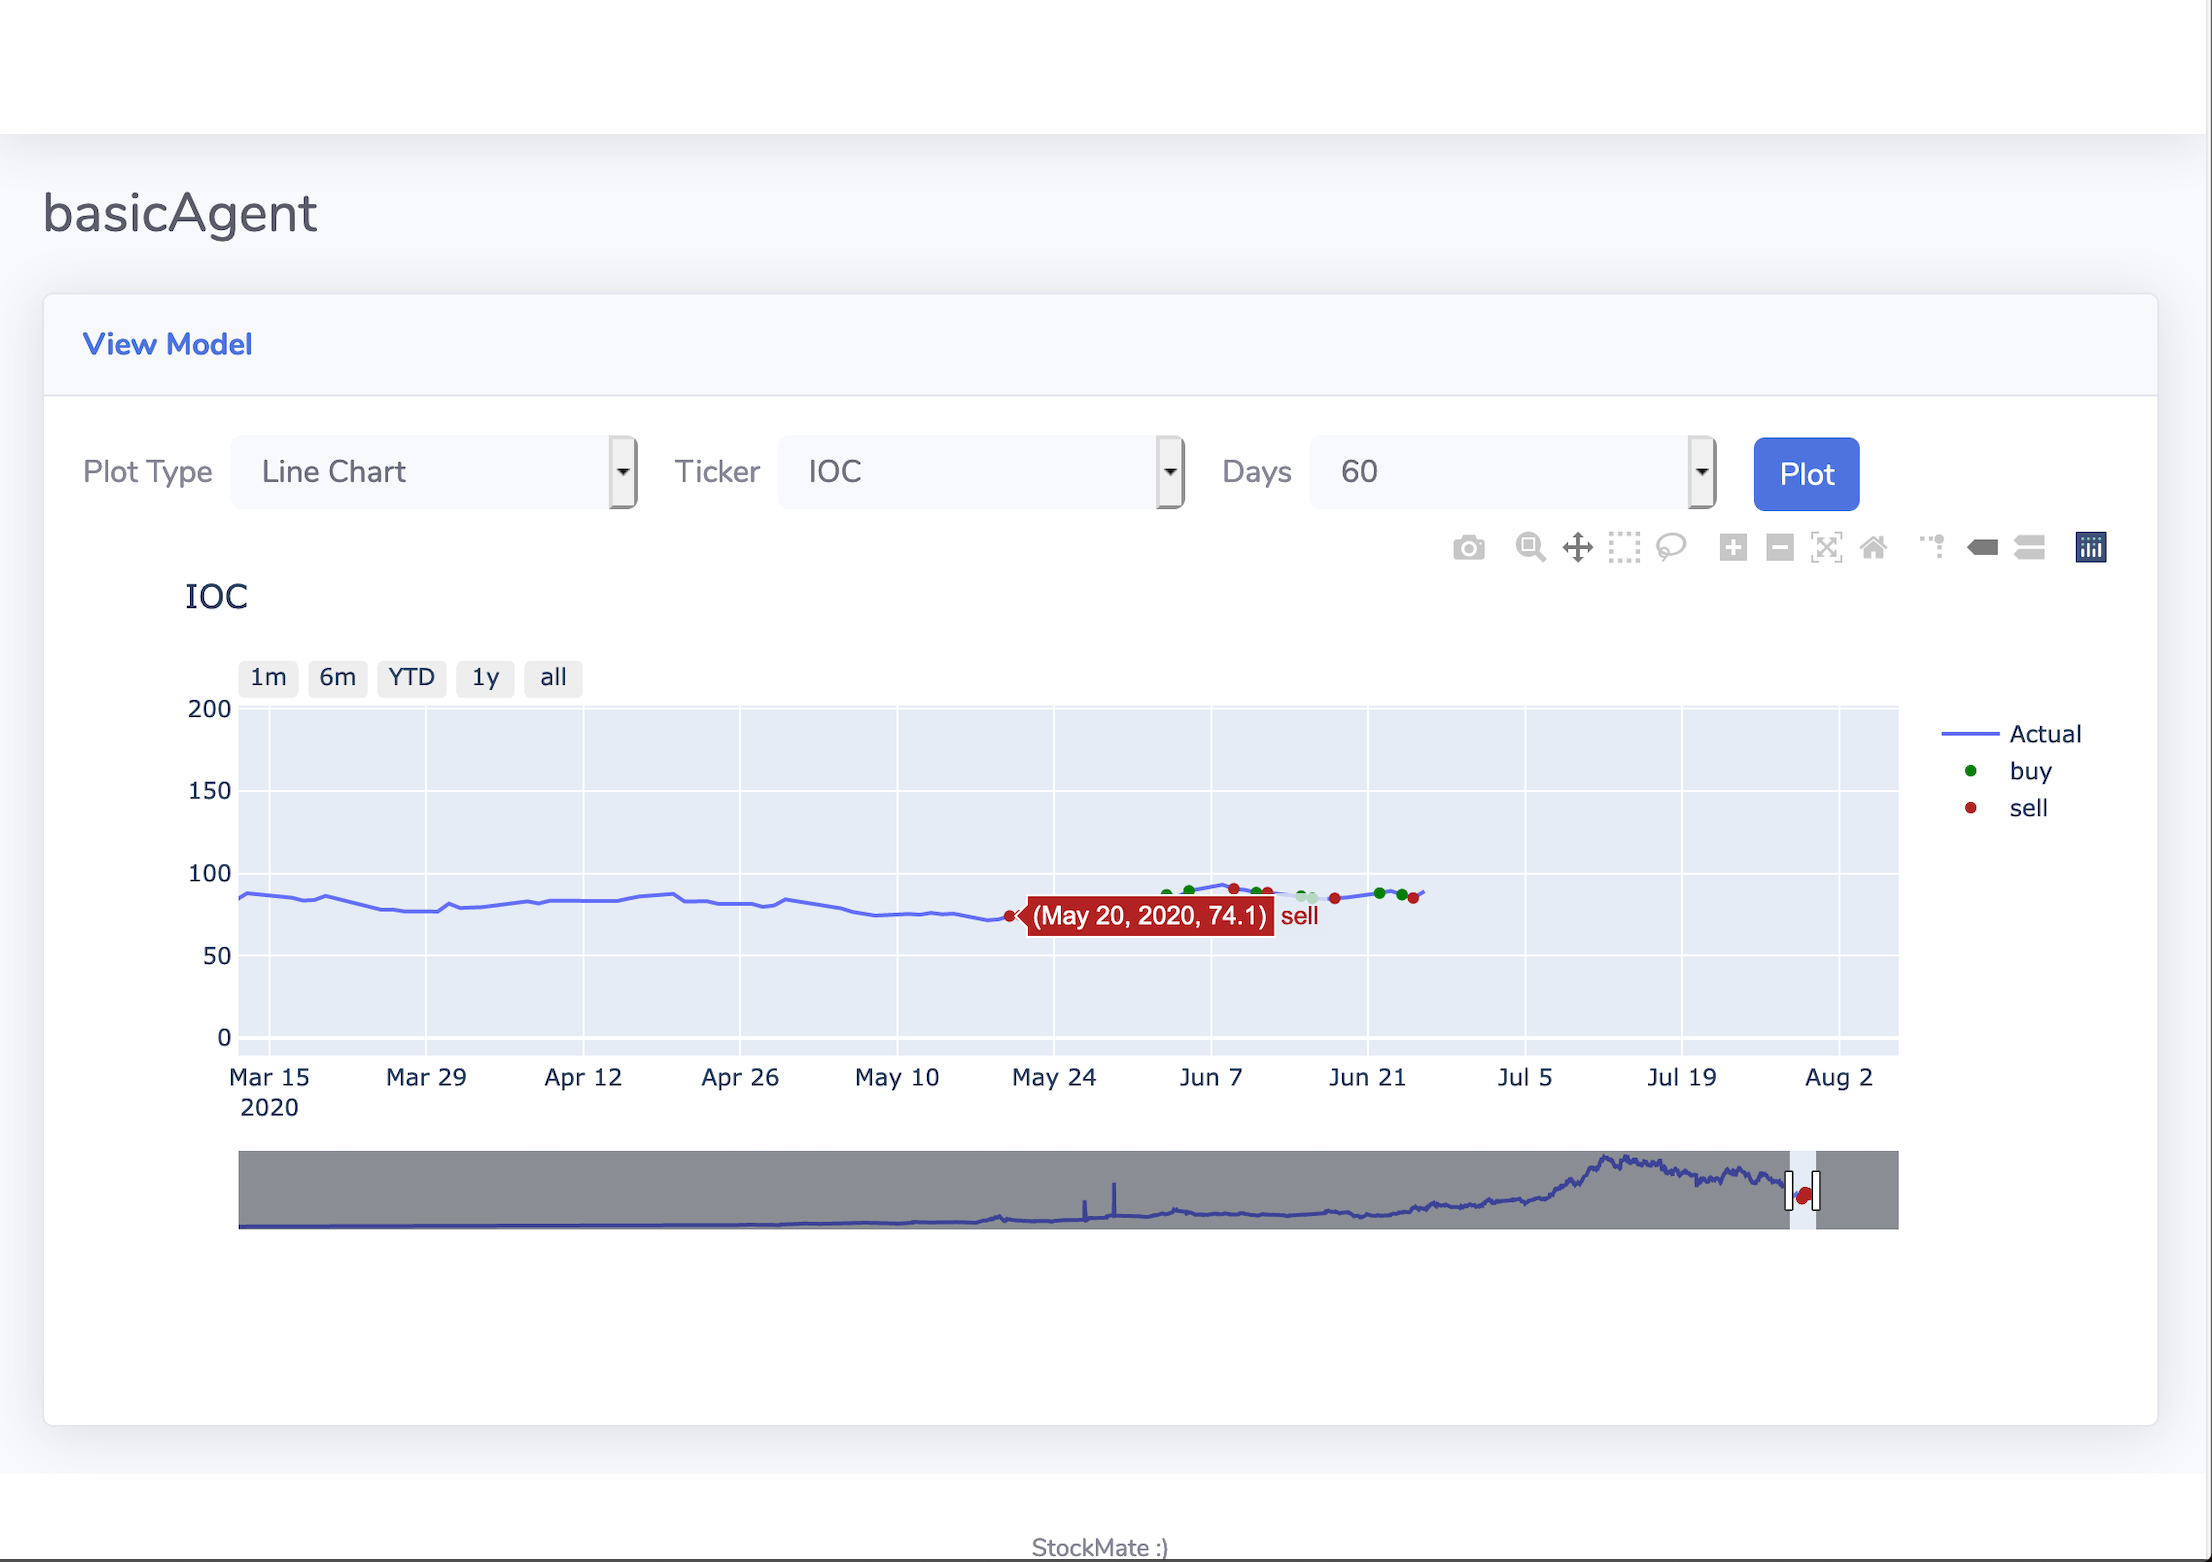 basicAgent
View Model
Plot Type Line Chart Ticker IOC Days 60 Plot
IOC
1m 6m YTD 1y all
200
150
100
50
0
Actual
buy
sell
(May 20, 2020, 74.1) sell
Mar 15 Mar 29 Apr 12 Apr 26 May 10 May 24 Jun 7 Jun 21 Jul 5 Jul 19 Aug 2
2020
StockMate :)